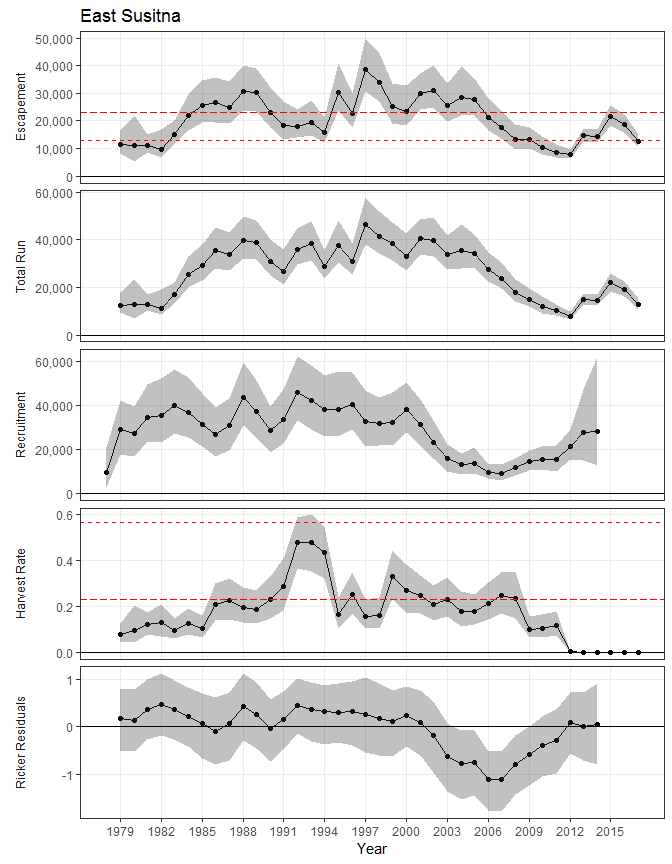 East Susitna
Escapement
50,000
40,000
30,000
20,000
10,000
0
Total Run
60,000
40,000
20,000
0
Recruitment
60,000
40,000
20,000
0
Harvest Rate
0.6
0.4
0.2
0.0
Ricker Residuals
1
0
-1
1979 1982 1985 1988 1991 1994 1997 2000 2003 2006 2009 2012 2015
Year